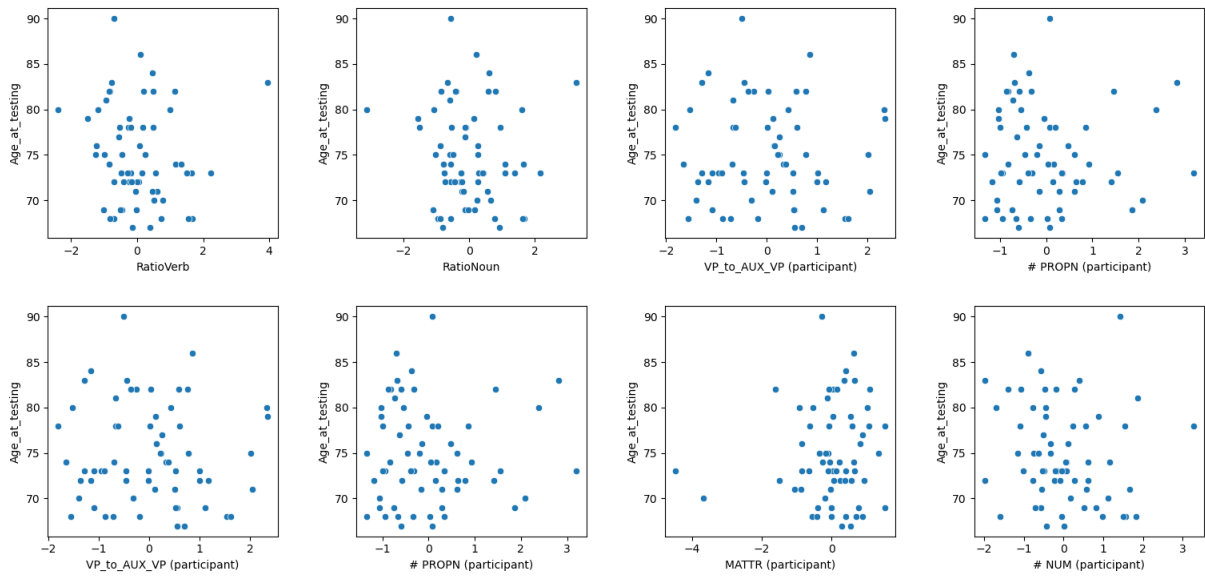 90
85
80
75
70
Age_at_testing
−2 0 2 4
RatioVerb
90
85
80
75
70
Age_at_testing
−2 0 2
RatioNoun
90
85
80
75
70
Age_at_testing
−2 −1 0 1 2
VP_to_AUX_VP (participant)
90
85
80
75
70
Age_at_testing
−1 0 1 2 3
# PROPN (participant)
90
85
80
75
70
Age_at_testing
−2 −1 0 1 2
VP_to_AUX_VP (participant)
90
85
80
75
70
Age_at_testing
−1 0 1 2 3
# PROPN (participant)
90
85
80
75
70
Age_at_testing
−4 −2 0
MATTR (participant)
90
85
80
75
70
Age_at_testing
−2 −1 0 1 2 3
# NUM (participant)